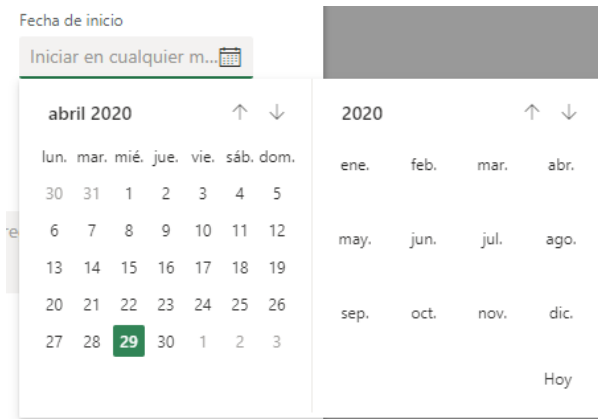 Fecha de inicio
Iniciar en cualquier m...
abril 2020
lun. mar. mié. jue. vie. sáb. dom.
30 31 1 2 3 4 5
6 7 8 9 10 11 12
13 14 15 16 17 18 19
20 21 22 23 24 25 26
27 28 29 30 1 2 3
2020
ene. feb. mar. abr.
may. jun. jul. ago.
sep. oct. nov. dic.
Hoy
re